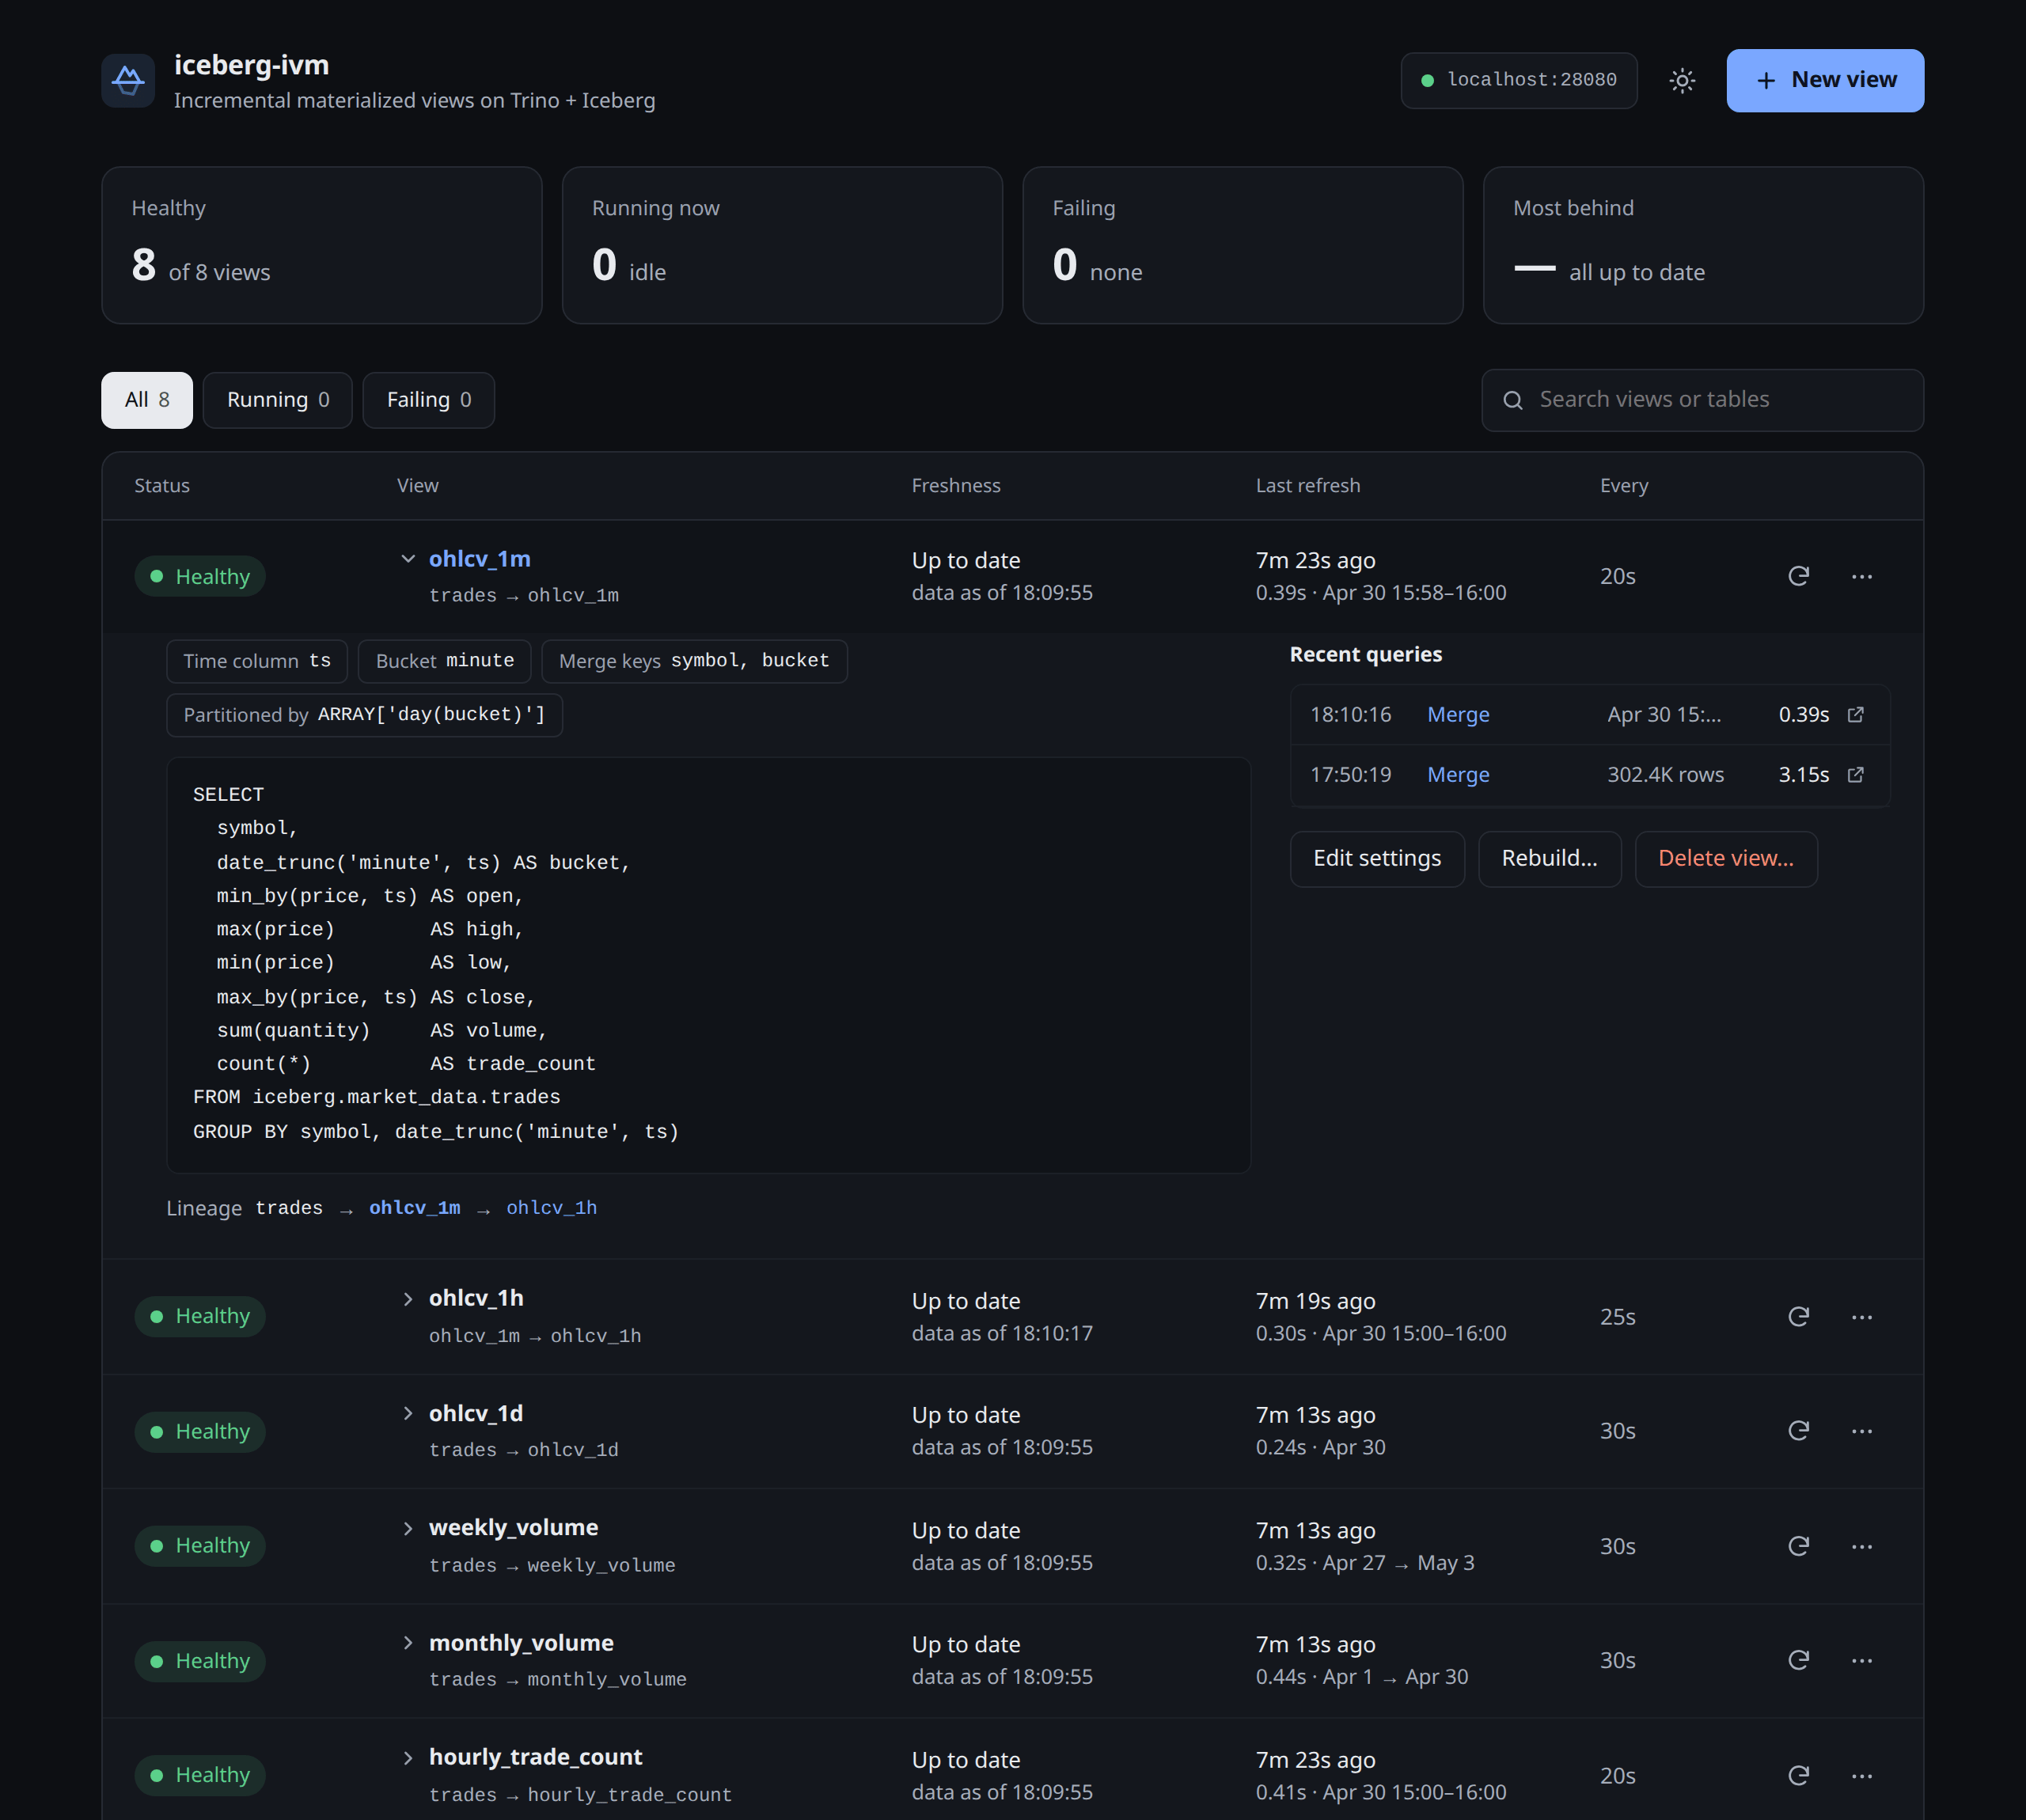 iceberg-ivm
Incremental materialized views on Trino + Iceberg
localhost:28080
New view
Healthy
8 of 8 views
Running now
0 idle
Failing
0 none
Most behind
— all up to date
All 8
Running 0
Failing 0
Search views or tables
Status View Freshness Last refresh Every
Healthy
ohlcv_1m
trades → ohlcv_1m
Up to date
data as of 18:09:55
7m 23s ago
0.39s · Apr 30 15:58–16:00
20s
Time column ts
Bucket minute
Merge keys symbol, bucket
Partitioned by ARRAY['day(bucket)']
SELECT
  symbol,
  date_trunc('minute', ts) AS bucket,
  min_by(price, ts) AS open,
  max(price)        AS high,
  min(price)        AS low,
  max_by(price, ts) AS close,
  sum(quantity)     AS volume,
  count(*)          AS trade_count
FROM iceberg.market_data.trades
GROUP BY symbol, date_trunc('minute', ts)
Lineage trades → ohlcv_1m → ohlcv_1h
Recent queries
18:10:16 Merge Apr 30 15:... 0.39s
17:50:19 Merge 302.4K rows 3.15s
Edit settings
Rebuild...
Delete view...
Healthy
ohlcv_1h
ohlcv_1m → ohlcv_1h
Up to date
data as of 18:10:17
7m 19s ago
0.30s · Apr 30 15:00–16:00
25s
Healthy
ohlcv_1d
trades → ohlcv_1d
Up to date
data as of 18:09:55
7m 13s ago
0.24s · Apr 30
30s
Healthy
weekly_volume
trades → weekly_volume
Up to date
data as of 18:09:55
7m 13s ago
0.32s · Apr 27 → May 3
30s
Healthy
monthly_volume
trades → monthly_volume
Up to date
data as of 18:09:55
7m 13s ago
0.44s · Apr 1 → Apr 30
30s
Healthy
hourly_trade_count
trades → hourly_trade_count
Up to date
data as of 18:09:55
7m 23s ago
0.41s · Apr 30 15:00–16:00
20s